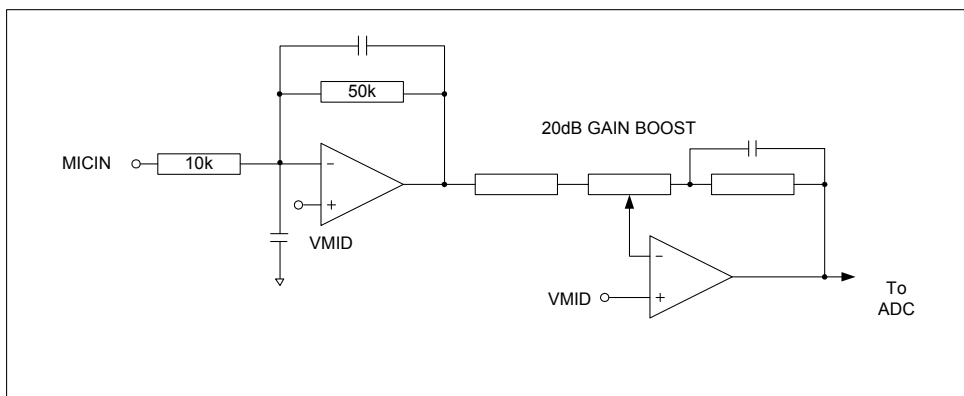 50k
20dB GAIN BOOST
MICIN
10k
−
+
VMID
−
+
VMID
To
ADC